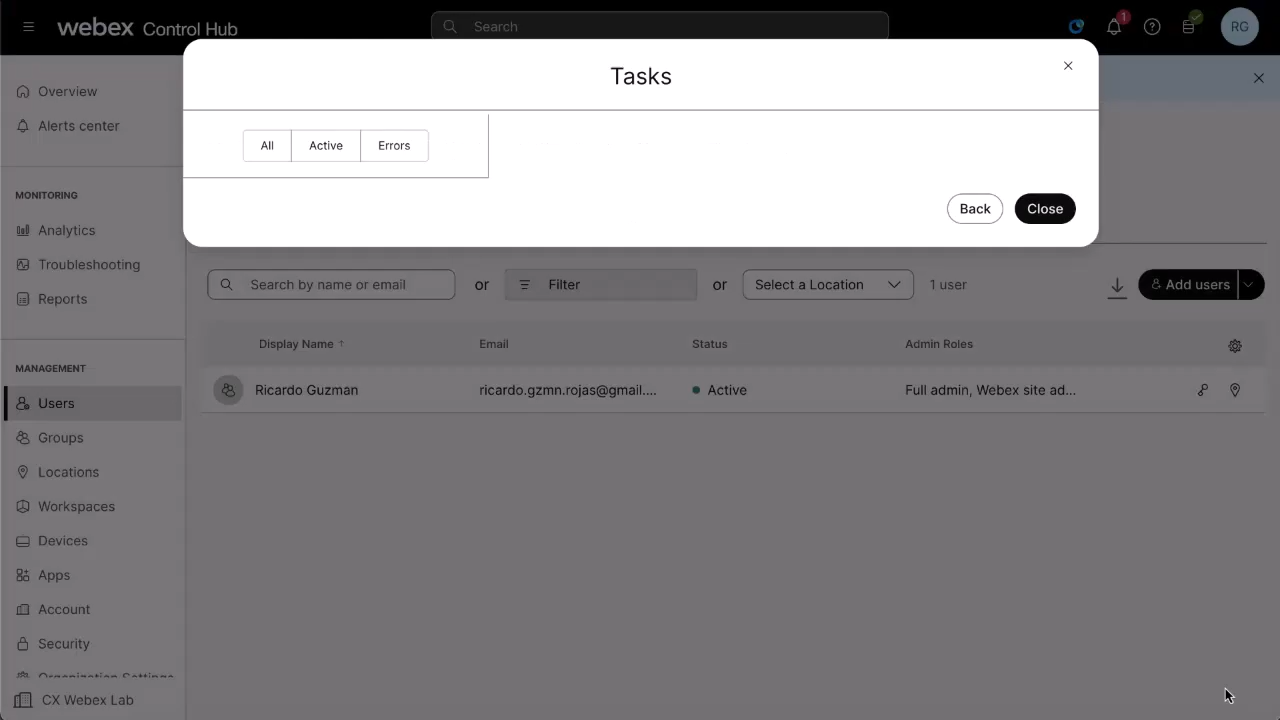 webex Control Hub
Search
1
RG
Tasks
All
Active
Errors
Back
Close
Overview
Alerts center
MONITORING
Analytics
Troubleshooting
Reports
MANAGEMENT
Users
Groups
Locations
Workspaces
Devices
Apps
Account
Security
Organization Settings
CX Webex Lab
Search by name or email
or
Filter
or
Select a Location
1 user
Add users
Display Name ↑
Email
Status
Admin Roles
Ricardo Guzman
ricardo.gzmn.rojas@gmail....
Active
Full admin, Webex site ad...